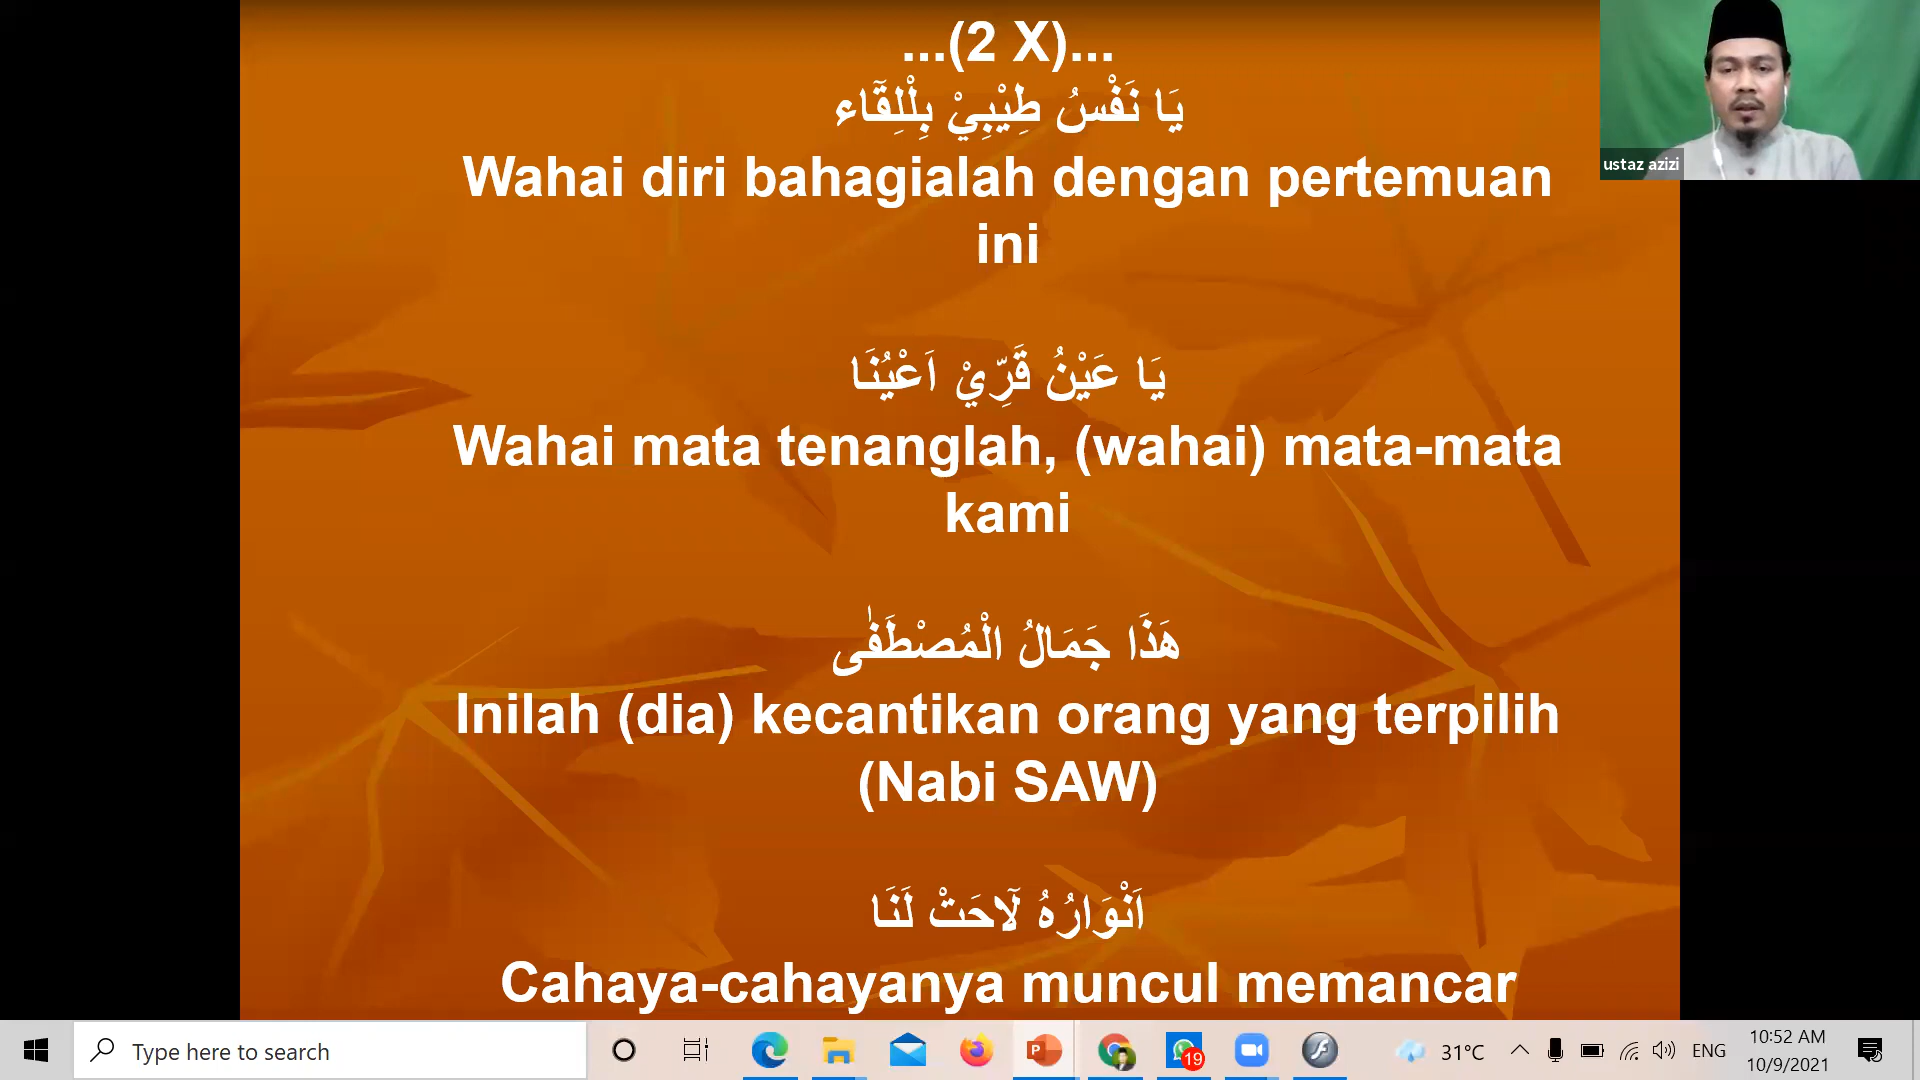 ...(2 X)...
يَا نَفْسُ طِيْبِيْ بِلْلِقَٓاء
Wahai diri bahagialah dengan pertemuan
ini
يَا عَيْنُ قَرِّيْ اَعْيُنَا
Wahai mata tenanglah, (wahai) mata-mata
kami
هَذَا جَمَالُ الْمُصْطَفٰى
Inilah (dia) kecantikan orang yang terpilih
(Nabi SAW)
اَنْوَارُهُ لَٓاحَتْ لَنَا
Cahaya-cahayanya muncul memancar
ustaz azizi
Type here to search
19
31°C
ENG
10:52 AM
10/9/2021